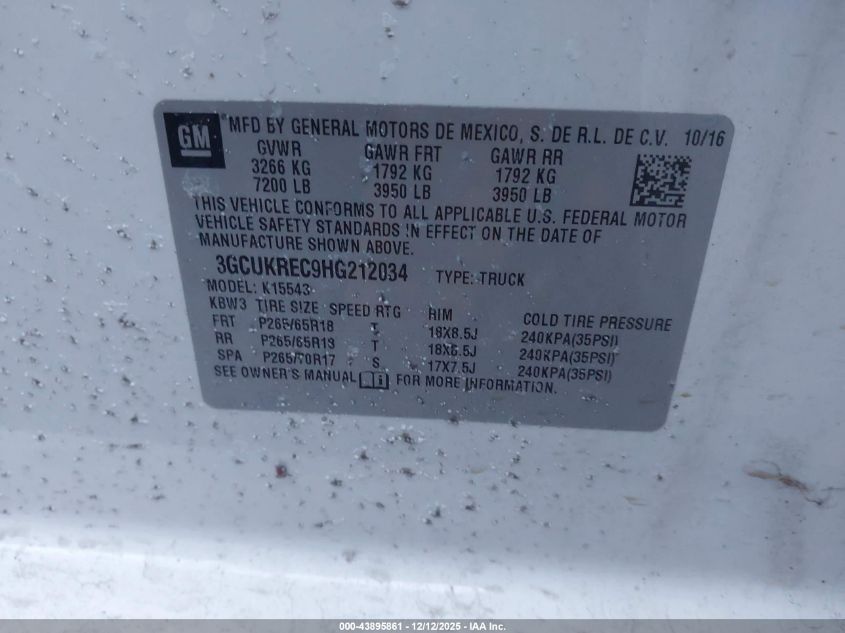 GM
MFD BY GENERAL MOTORS DE MEXICO, S. DE R.L. DE C.V. 10/16
GVWR GAWR FRT GAWR RR
3266 KG 1792 KG 1792 KG
7200 LB 3950 LB 3950 LB
THIS VEHICLE CONFORMS TO ALL APPLICABLE U.S. FEDERAL MOTOR
VEHICLE SAFETY STANDARDS IN EFFECT ON THE DATE OF
MANUFACTURE SHOWN ABOVE.
3GCUKREC9HG212034 TYPE: TRUCK
MODEL: K15543
KBW3 TIRE SIZE SPEED RTG RIM COLD TIRE PRESSURE
FRT P265/65R18 T 18X8.5J 240KPA(35PSI)
RR P265/65R18 T 18X8.5J 240KPA(35PSI)
SPA P265/70R17 S 17X7.5J 240KPA(35PSI)
SEE OWNER'S MANUAL i FOR MORE INFORMATION.
000-43895861 - 12/12/2025 - IAA Inc.